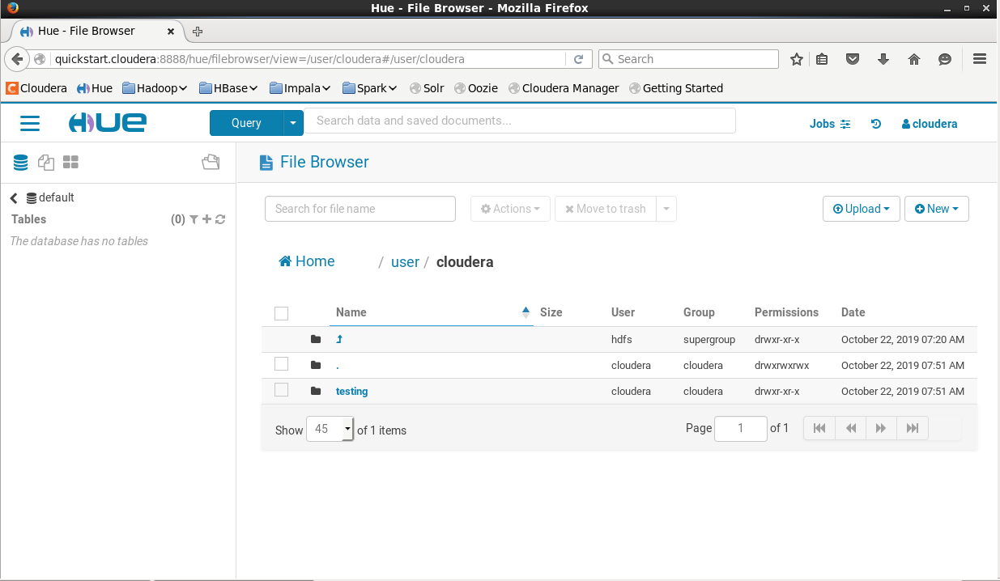 Hue - File Browser - Mozilla Firefox
Hue - File Browser
quickstart.cloudera:8888/hue/filebrowser/view=/user/cloudera#/user/cloudera
Search
Cloudera Hue Hadoop HBase Impala Spark Solr Oozie Cloudera Manager Getting Started
HUE Query Search data and saved documents... Jobs cloudera
File Browser
default
Tables (0)
The database has no tables
Search for file name Actions Move to trash Upload New
Home / user / cloudera
Name Size User Group Permissions Date
hdfs supergroup drwxr-xr-x October 22, 2019 07:20 AM
. cloudera cloudera drwxrwxrwx October 22, 2019 07:51 AM
testing cloudera cloudera drwxr-xr-x October 22, 2019 07:51 AM
Show 45 of 1 items Page 1 of 1